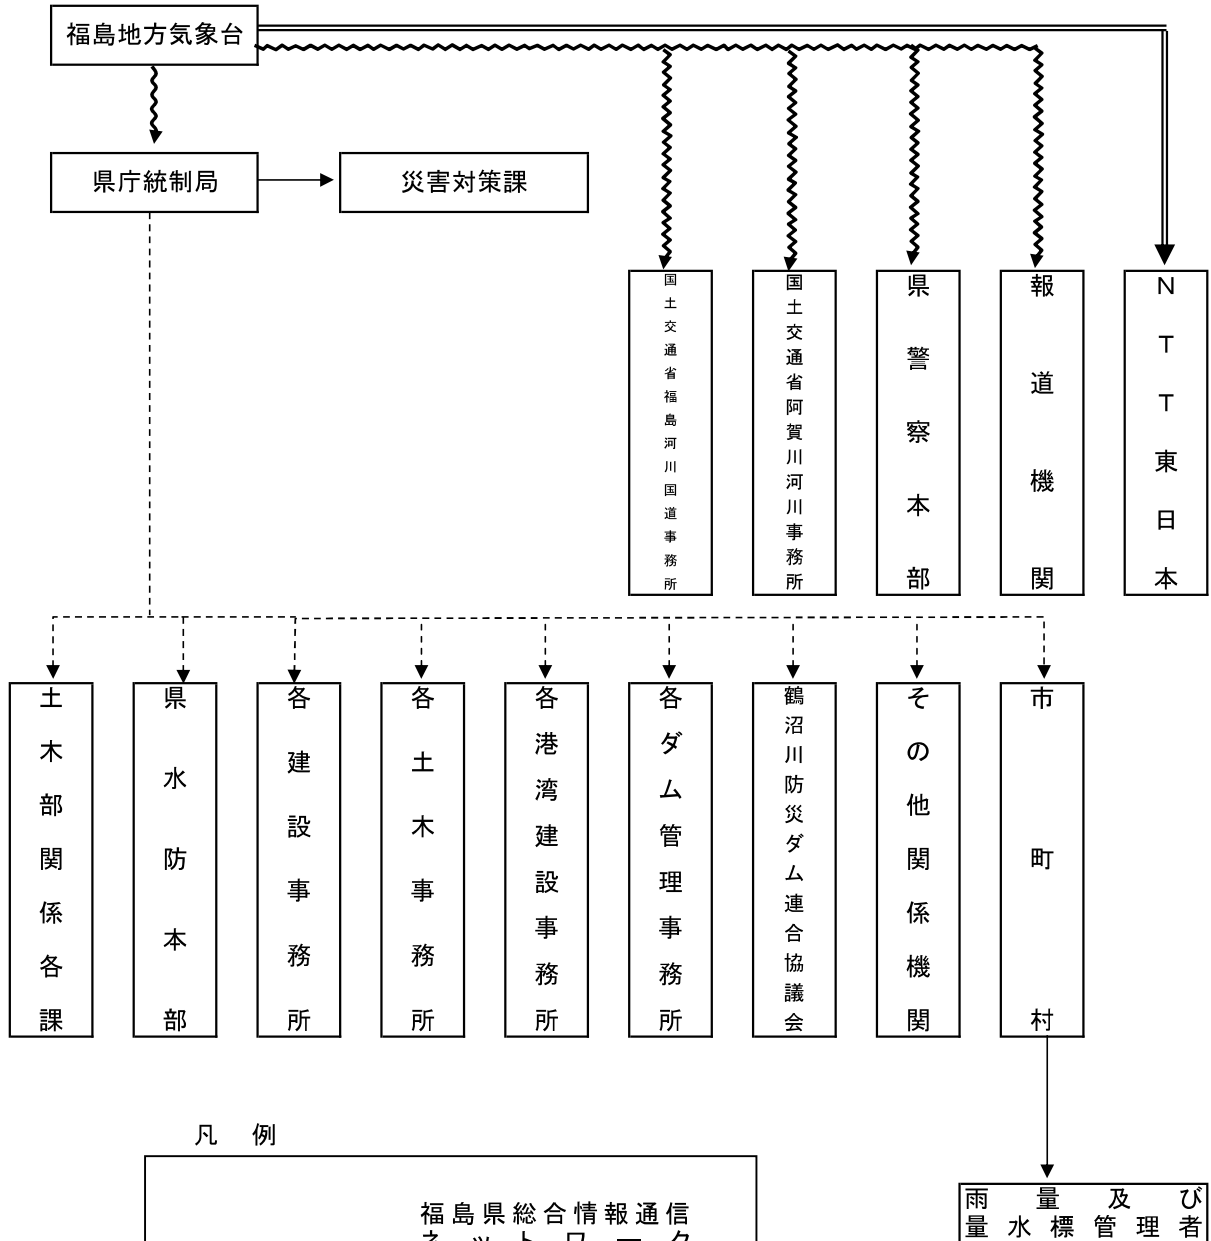 福島地方気象台
県庁統制局
災害対策課
国土交通省福島河川国道事務所
国土交通省阿賀川河川事務所
県警察本部
報道機関
ＮＴＴ東日本
土木部関係各課
県水防本部
各建設事務所
各土木事務所
各港湾建設事務所
各ダム管理事務所
鶴沼川防災ダム連合協議会
その他関係機関
市町村
凡　例
福島県総合情報通信
ネットワーク
雨量及び
量水標管理者